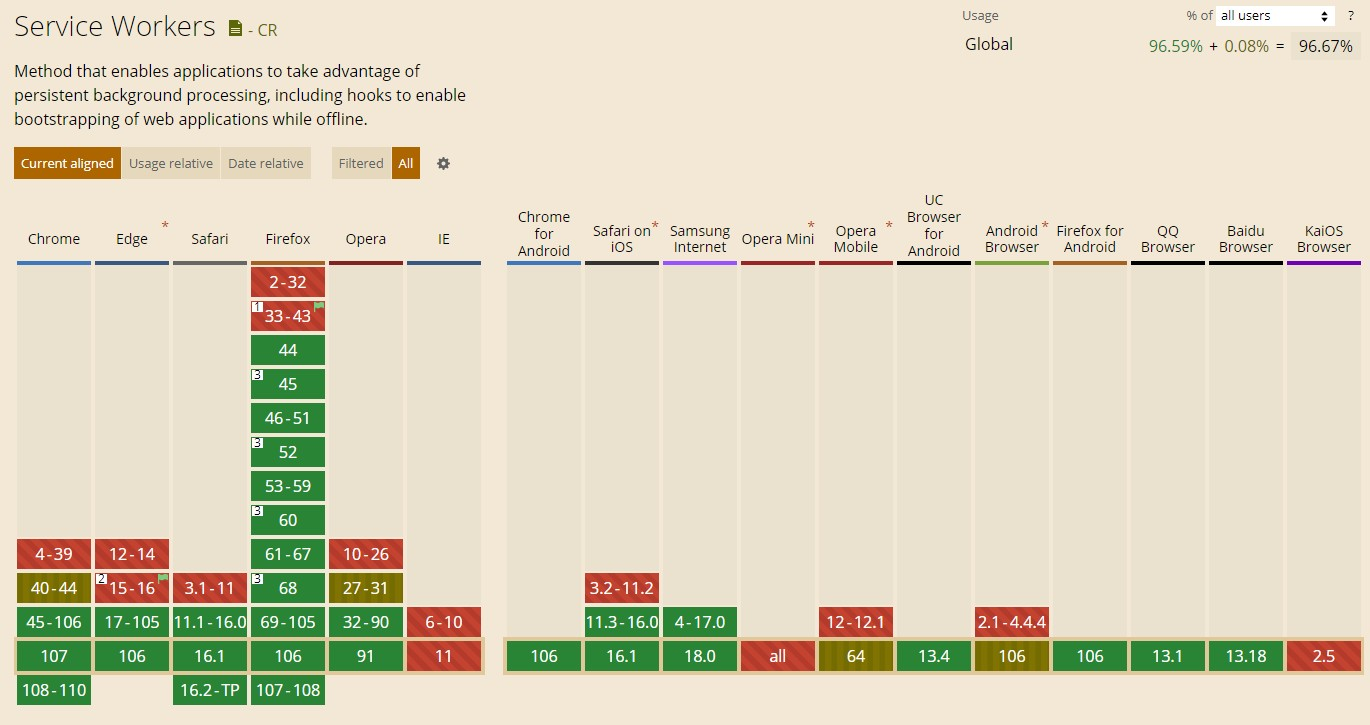 Service Workers - CR
Usage % of all users ?
Global 96.59% + 0.08% = 96.67%
Method that enables applications to take advantage of
persistent background processing, including hooks to enable
bootstrapping of web applications while offline.
Current aligned Usage relative Date relative Filtered All
Chrome
Edge *
Safari
Firefox
Opera
IE
Chrome
for
Android
Safari on *
iOS
Samsung
Internet
Opera Mini *
Opera *
Mobile
UC
Browser
for
Android
Android *
Browser
Firefox for
Android
QQ
Browser
Baidu
Browser
KaiOS
Browser
2-32
1 33-43
44
3 45
46-51
3 52
53-59
3 60
4-39 12-14 61-67 10-26
40-44 2 15-16 3.1-11 3 68 27-31 3.2-11.2
45-106 17-105 11.1-16.0 69-105 32-90 6-10 11.3-16.0 4-17.0 12-12.1 2.1-4.4.4
107 106 16.1 106 91 11 106 16.1 18.0 all 64 13.4 106 106 13.1 13.18 2.5
108-110 16.2-TP 107-108